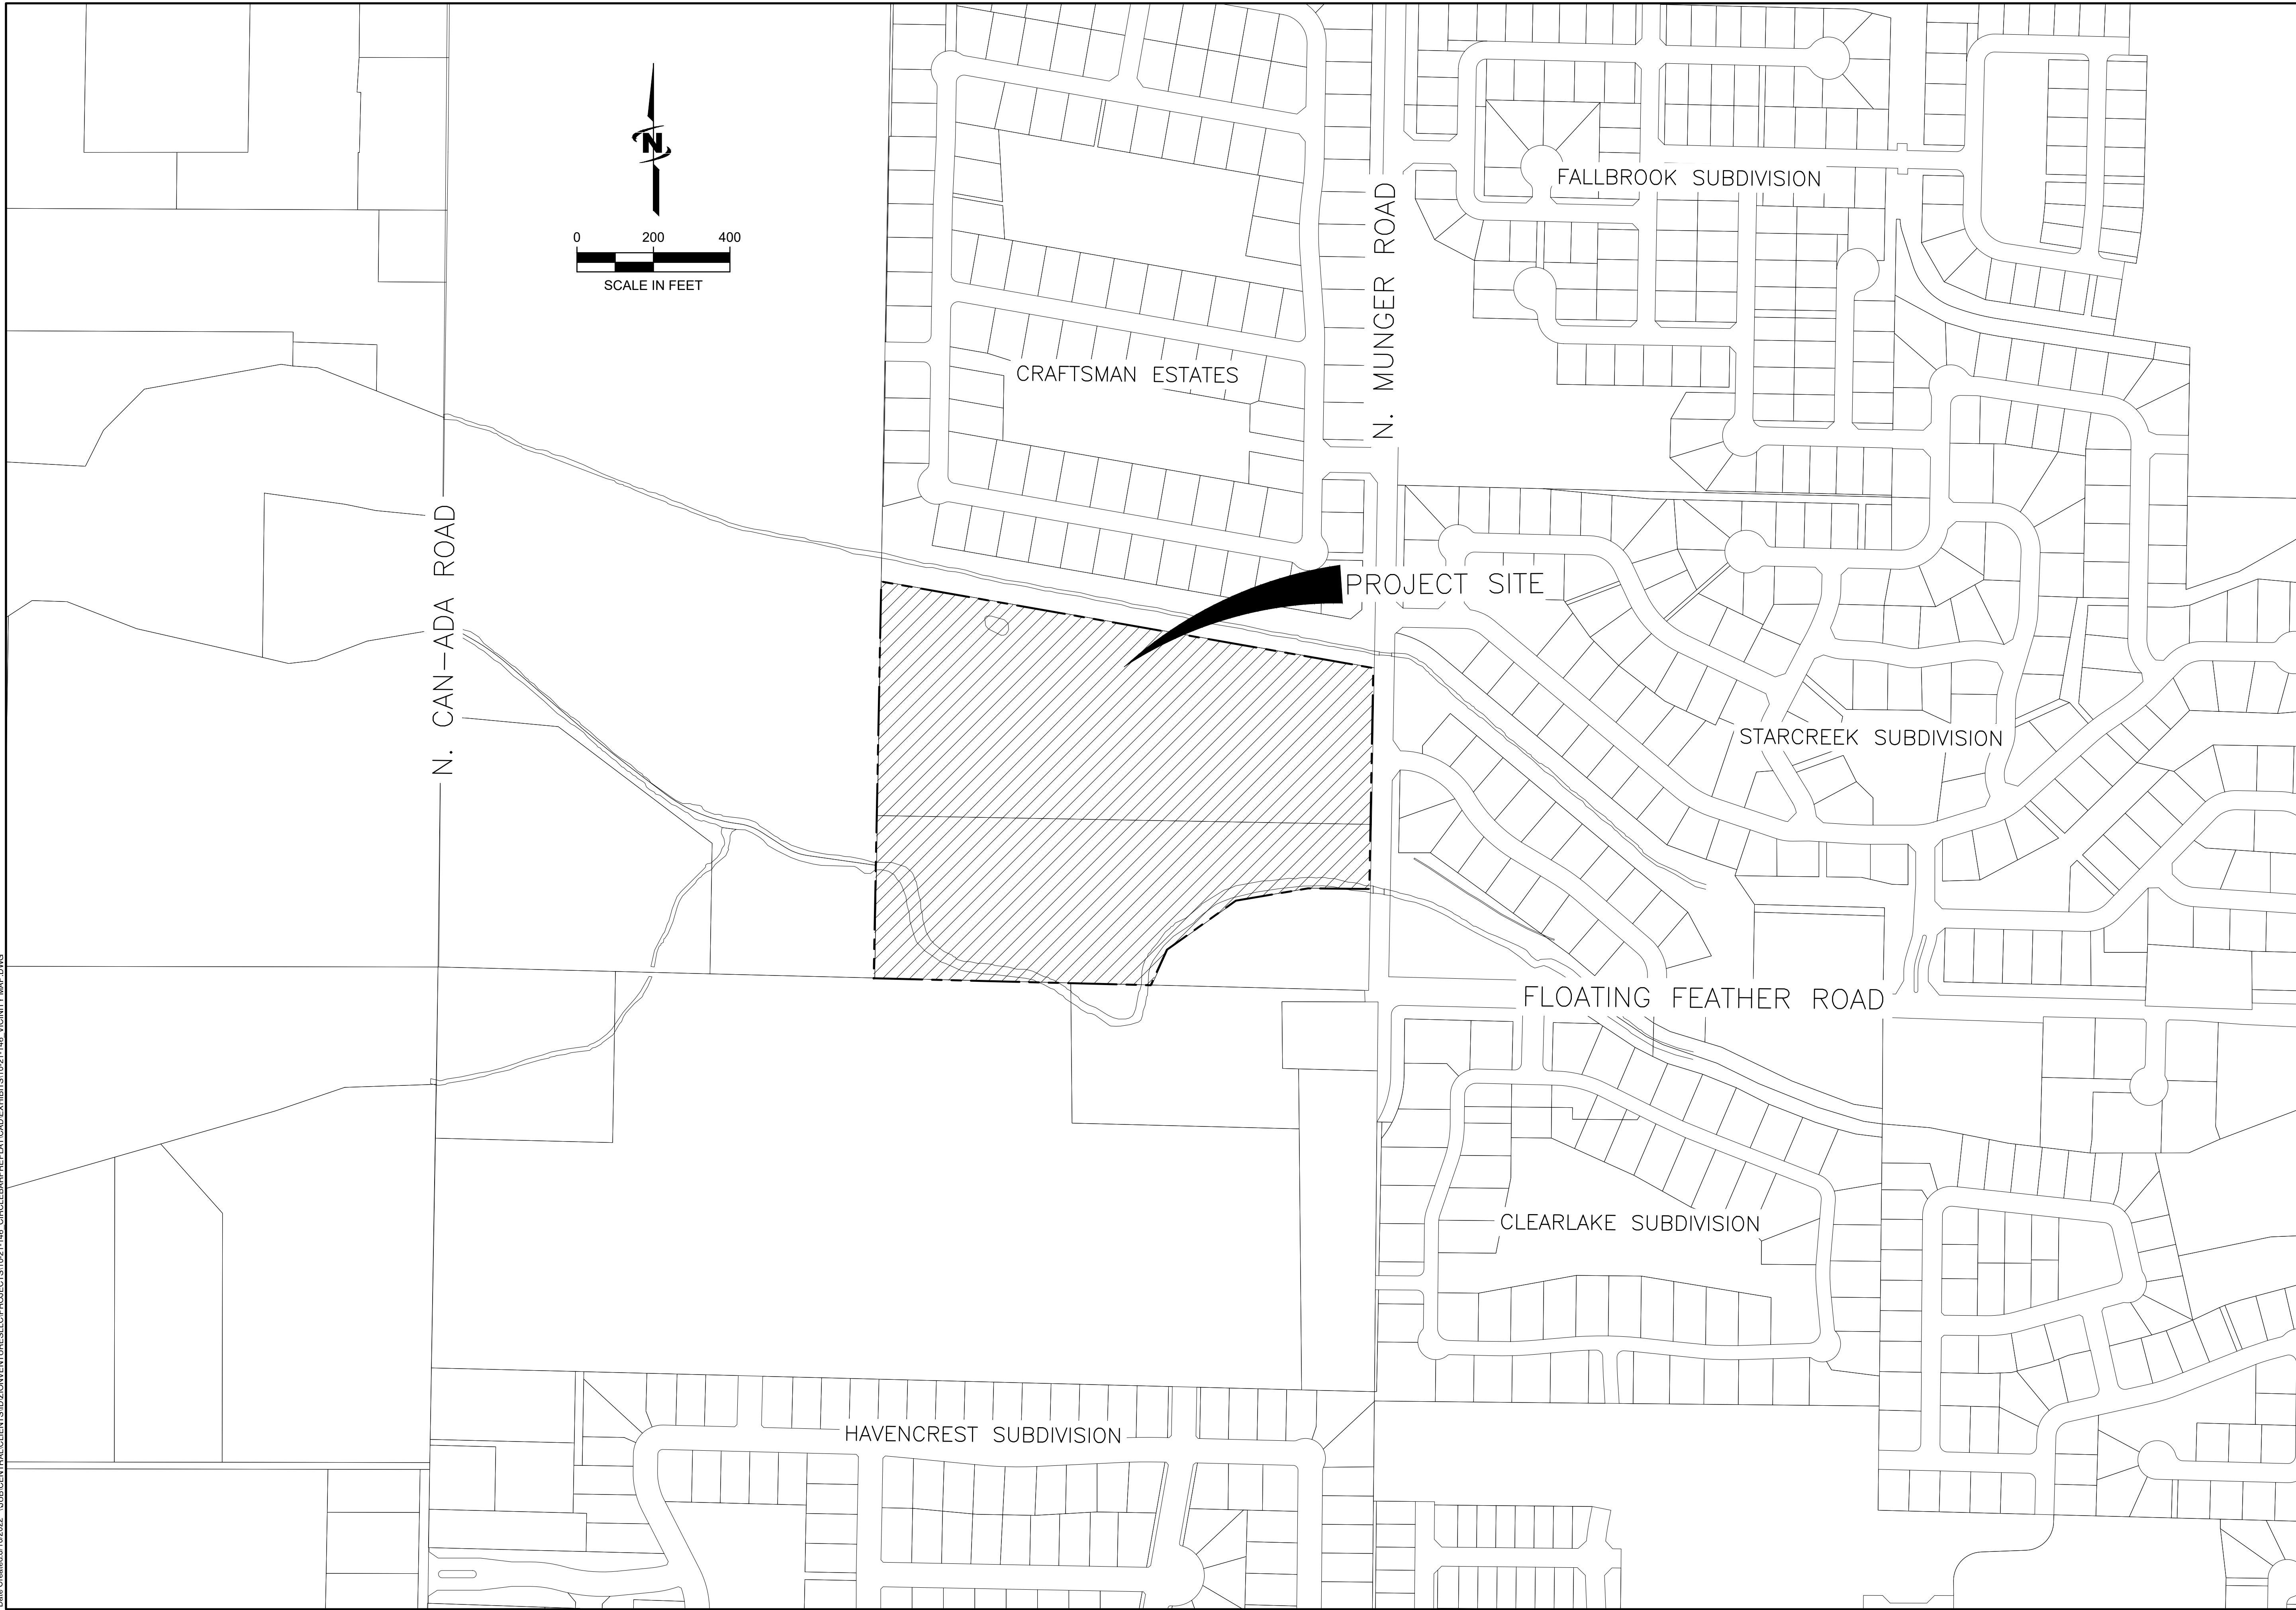 N
0 200 400
SCALE IN FEET
FALLBROOK SUBDIVISION
N. MUNGER ROAD
CRAFTSMAN ESTATES
N. CAN-ADA ROAD
PROJECT SITE
STARCREEK SUBDIVISION
FLOATING FEATHER ROAD
CLEARLAKE SUBDIVISION
HAVENCREST SUBDIVISION